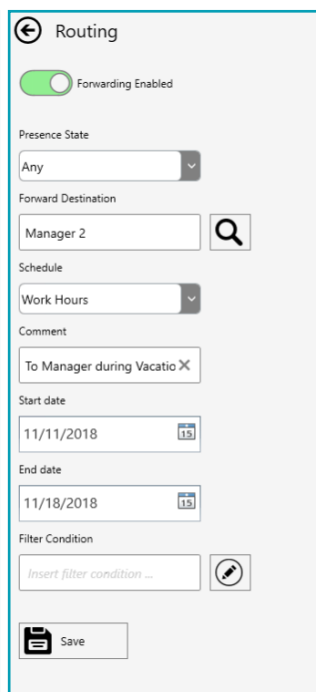 Routing
Forwarding Enabled
Presence State
Any
Forward Destination
Manager 2
Schedule
Work Hours
Comment
To Manager during Vacatio
Start date
11/11/2018 15
End date
11/18/2018 15
Filter Condition
Insert filter condition ...
Save